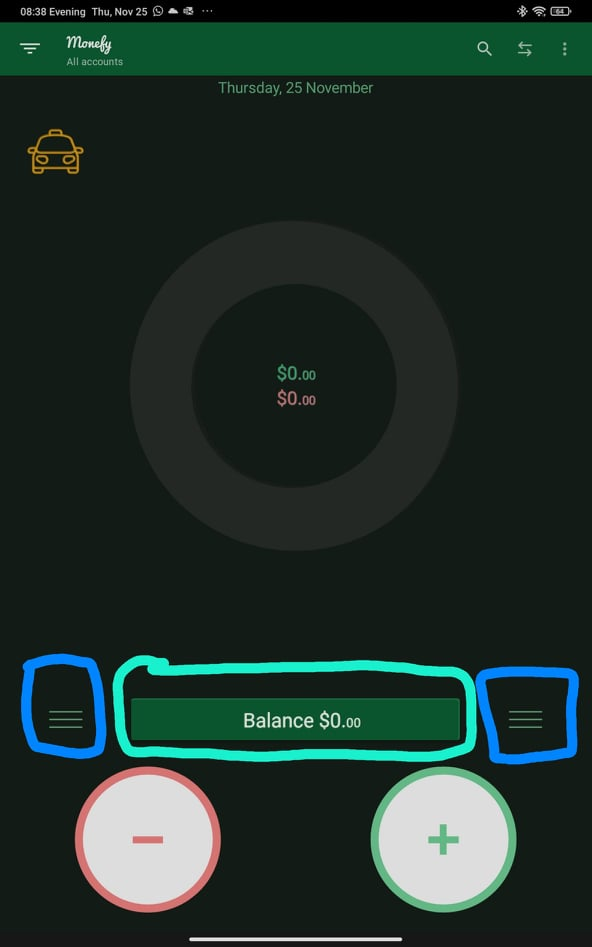 08:38 Evening Thu, Nov 25 ···
64
Monefy
All accounts
Thursday, 25 November
$0.00
$0.00
Balance $0.00